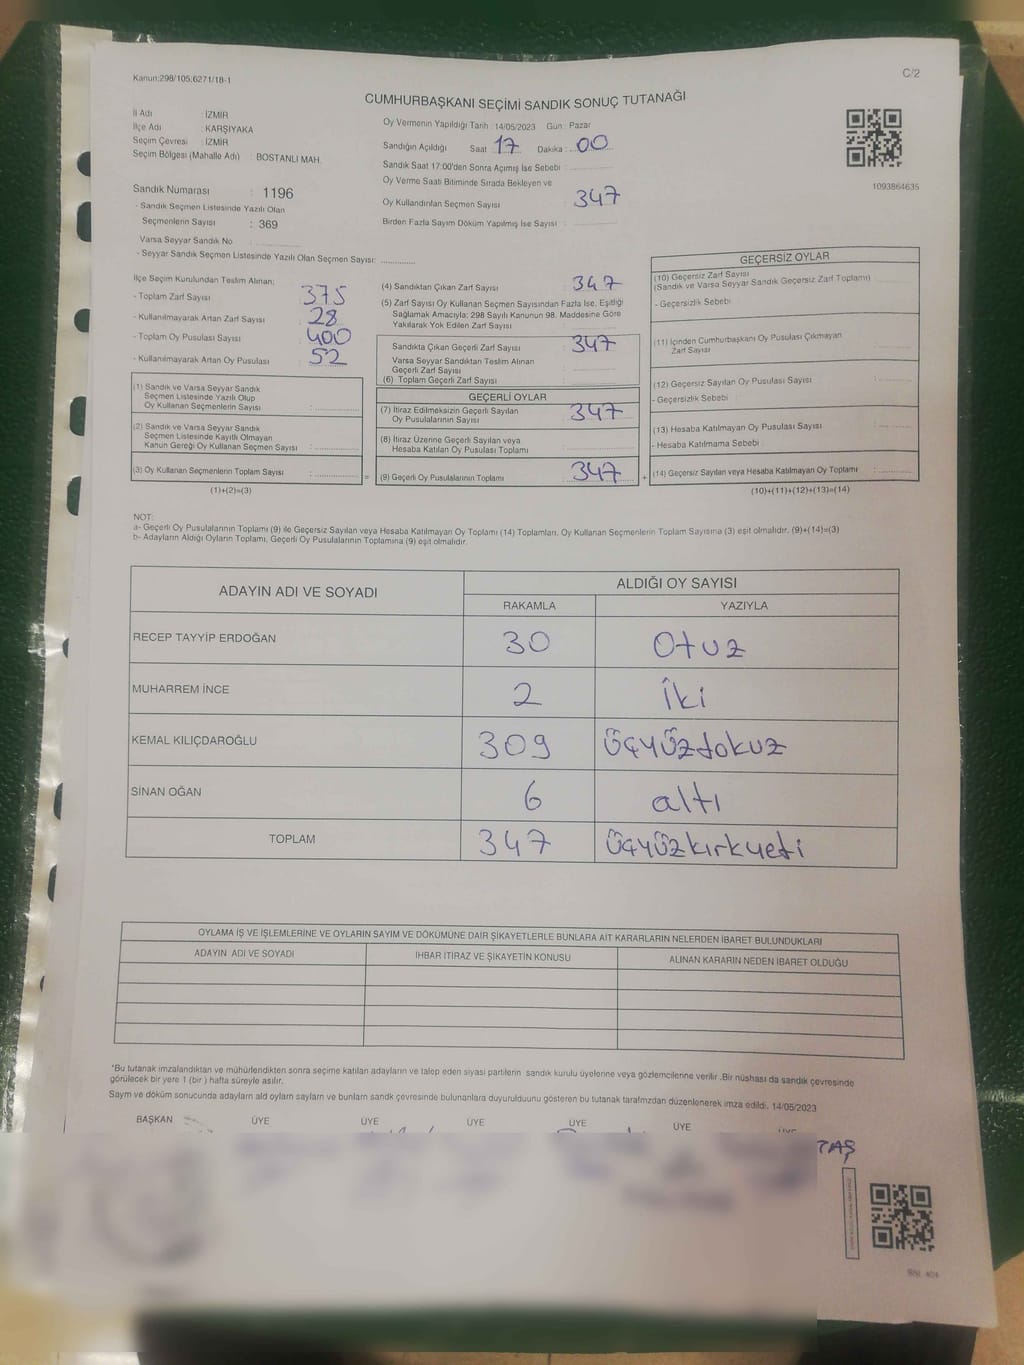 Kanun:298/105;6271/18-1
C/2
CUMHURBAŞKANI SEÇİMİ SANDIK SONUÇ TUTANAĞI
İl Adı : İZMİR
İlçe Adı : KARŞIYAKA
Seçim Çevresi : İZMİR
Seçim Bölgesi (Mahalle Adı) : BOSTANLI MAH.
Sandık Numarası : 1196
- Sandık Seçmen Listesinde Yazılı Olan
Seçmenlerin Sayısı : 369
Varsa Seyyar Sandık No :
- Seyyar Sandık Seçmen Listesinde Yazılı Olan Seçmen Sayısı:
Oy Vermenin Yapıldığı Tarih : 14/05/2023 Gün : Pazar
Sandığın Açıldığı Saat : 17 Dakika : 00
Sandık Saat 17:00'den Sonra Açımış İse Sebebi :
Oy Verme Saati Bitiminde Sırada Bekleyen ve
Oy Kullandırılan Seçmen Sayısı : 347
Birden Fazla Sayım Döküm Yapılmış İse Sayısı :
1093864635
İlçe Seçim Kurulundan Teslim Alınan;
- Toplam Zarf Sayısı : 375
- Kullanılmayarak Artan Zarf Sayısı : 28
- Toplam Oy Pusulası Sayısı : 400
- Kullanılmayarak Artan Oy Pusulası : 52
(1) Sandık ve Varsa Seyyar Sandık
Seçmen Listesinde Yazılı Olup
Oy Kullanan Seçmenlerin Sayısı :
(2) Sandık ve Varsa Seyyar Sandık
Seçmen Listesinde Kayıtlı Olmayan
Kanun Gereği Oy Kullanan Seçmen Sayısı :
(3) Oy Kullanan Seçmenlerin Toplam Sayısı :
(1)+(2)=(3)
(4) Sandıktan Çıkan Zarf Sayısı : 347
(5) Zarf Sayısı Oy Kullanan Seçmen Sayısından Fazla İse, Eşitliği
Sağlamak Amacıyla; 298 Sayılı Kanunun 98. Maddesine Göre
Yakılarak Yok Edilen Zarf Sayısı :
Sandıkta Çıkan Geçerli Zarf Sayısı : 347
Varsa Seyyar Sandıktan Teslim Alınan
Geçerli Zarf Sayısı :
(6) Toplam Geçerli Zarf Sayısı :
GEÇERLİ OYLAR
(7) İtiraz Edilmeksizin Geçerli Sayılan
Oy Pusulalarının Sayısı : 347
(8) İtiraz Üzerine Geçerli Sayılan veya
Hesaba Katılan Oy Pusulası Toplamı :
= (9) Geçerli Oy Pusulalarının Toplamı : 347 +
GEÇERSİZ OYLAR
(10) Geçersiz Zarf Sayısı
(Sandık ve Varsa Seyyar Sandık Geçersiz Zarf Toplamı) :
- Geçersizlik Sebebi :
(11) İçinden Cumhurbaşkanı Oy Pusulası Çıkmayan
Zarf Sayısı :
(12) Geçersiz Sayılan Oy Pusulası Sayısı :
- Geçersizlik Sebebi :
(13) Hesaba Katılmayan Oy Pusulası Sayısı :
- Hesaba Katılmama Sebebi :
(14) Geçersiz Sayılan veya Hesaba Katılmayan Oy Toplamı :
(10)+(11)+(12)+(13)=(14)
NOT:
a- Geçerli Oy Pusulalarının Toplamı (9) ile Geçersiz Sayılan veya Hesaba Katılmayan Oy Toplamı (14) Toplamları, Oy Kullanan Seçmenlerin Toplam Sayısına (3) eşit olmalıdır. (9)+(14)=(3)
b- Adayların Aldığı Oyların Toplamı, Geçerli Oy Pusulalarının Toplamına (9) eşit olmalıdır.
ADAYIN ADI VE SOYADI ALDIĞI OY SAYISI
RAKAMLA YAZIYLA
RECEP TAYYİP ERDOĞAN 30 Otuz
MUHARREM İNCE 2 İki
KEMAL KILIÇDAROĞLU 309 üçyüzdokuz
SİNAN OĞAN 6 altı
TOPLAM 347 üçyüzkırkyedi
OYLAMA İŞ VE İŞLEMLERİNE VE OYLARIN SAYIM VE DÖKÜMÜNE DAİR ŞİKAYETLERLE BUNLARA AİT KARARLARIN NELERDEN İBARET BULUNDUKLARI
ADAYIN ADI VE SOYADI İHBAR İTİRAZ VE ŞİKAYETİN KONUSU ALINAN KARARIN NEDEN İBARET OLDUĞU
*Bu tutanak imzalandıktan ve mühürlendikten sonra seçime katılan adayların ve talep eden siyasi partilerin sandık kurulu üyelerine veya gözlemcilerine verilir .Bir nüshası da sandık çevresinde
görülecek bir yere 1 (bir ) hafta süreyle asılır.
Sayım ve döküm sonucunda adayların ald oyların sayıları ve bunların sandık çevresinde bulunanlara duyurulduunu gösteren bu tutanak tarafmzdan düzenlenerek imza edildi. 14/05/2023
BAŞKAN ÜYE ÜYE ÜYE ÜYE ÜYE ÜYE
TAŞ